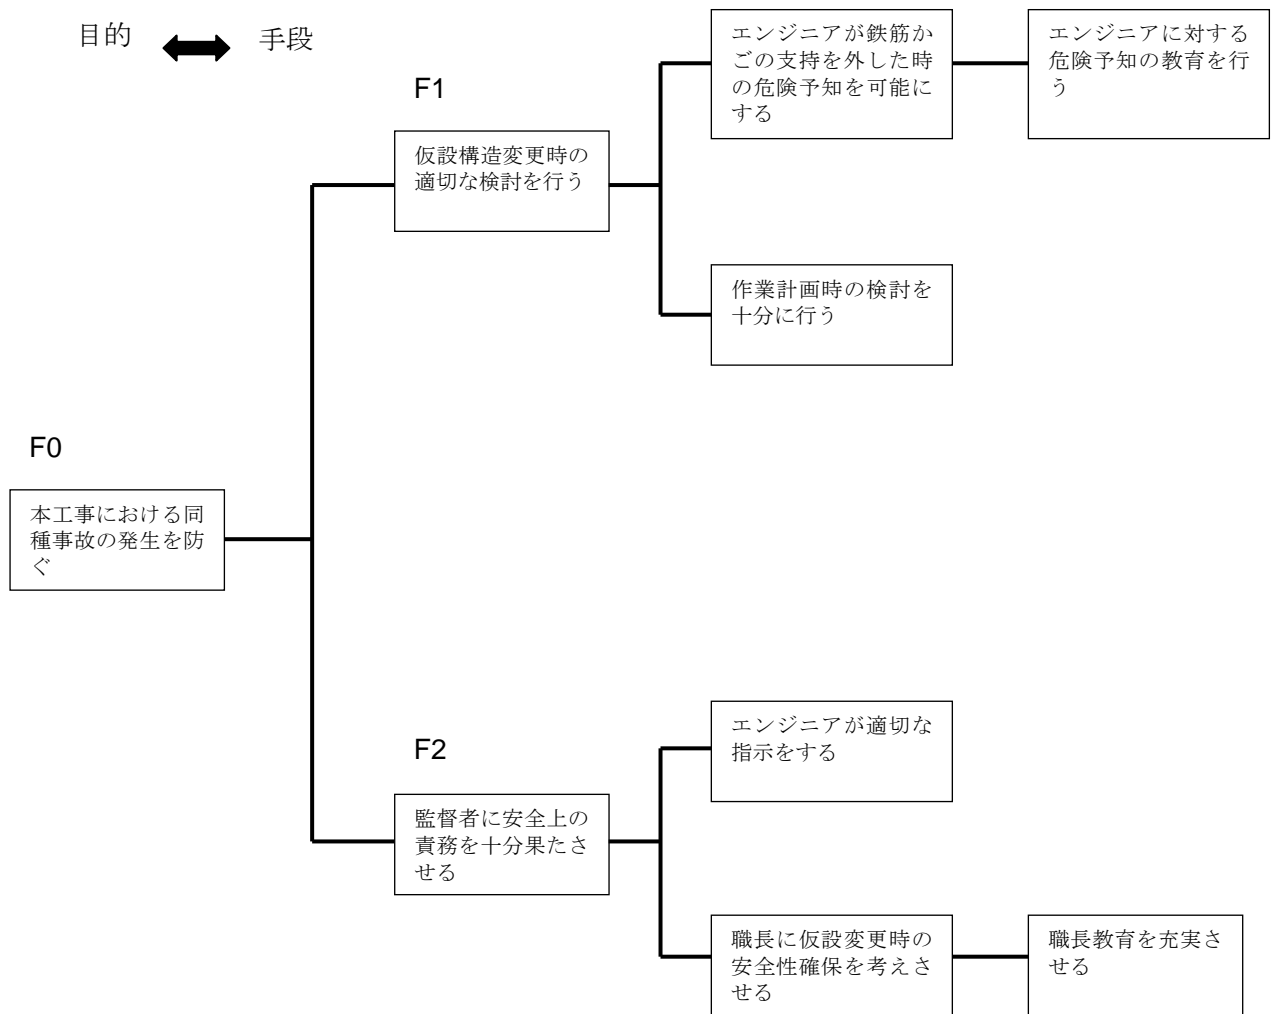 目的 手段
エンジニアが鉄筋か
ごの支持を外した時
の危険予知を可能に
する
エンジニアに対する
危険予知の教育を行
う
F1
仮設構造変更時の
適切な検討を行う
作業計画時の検討を
十分に行う
F0
本工事における同
種事故の発生を防
ぐ
エンジニアが適切な
指示をする
F2
監督者に安全上の
責務を十分果たさ
せる
職長に仮設変更時の
安全性確保を考えさ
せる
職長教育を充実さ
せる